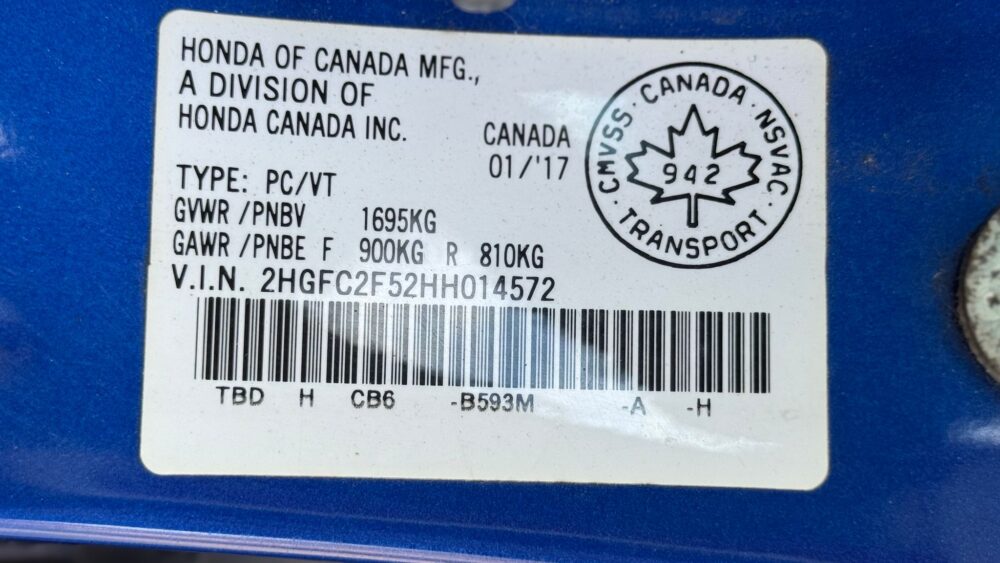 HONDA OF CANADA MFG.,
A DIVISION OF
HONDA CANADA INC.
CANADA
01/'17
TYPE: PC/VT
GVWR /PNBV 1695KG
GAWR /PNBE F 900KG R 810KG
V.I.N. 2HGFC2F52HH014572
TBD H CB6 -B593M -A -H
CMVSS · CANADA · NSVAC · TRANSPORT ·
942